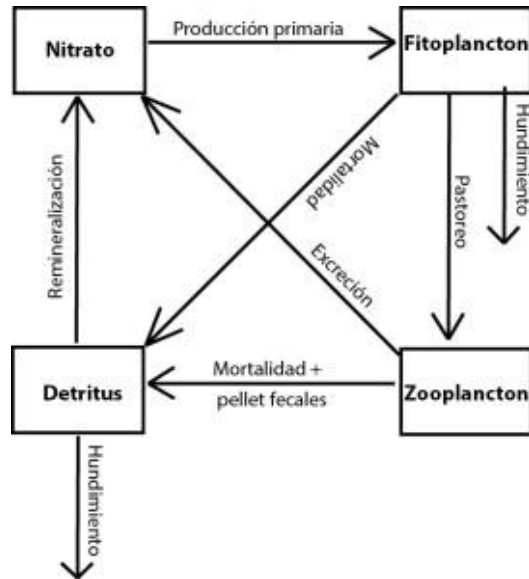 Producción primaria
Nitrato
Fitoplancton
Hundimiento
Mortalidad
Pastoreo
Remineralización
Excreción
Mortalidad +
pellet fecales
Detritus
Zooplancton
Hundimiento